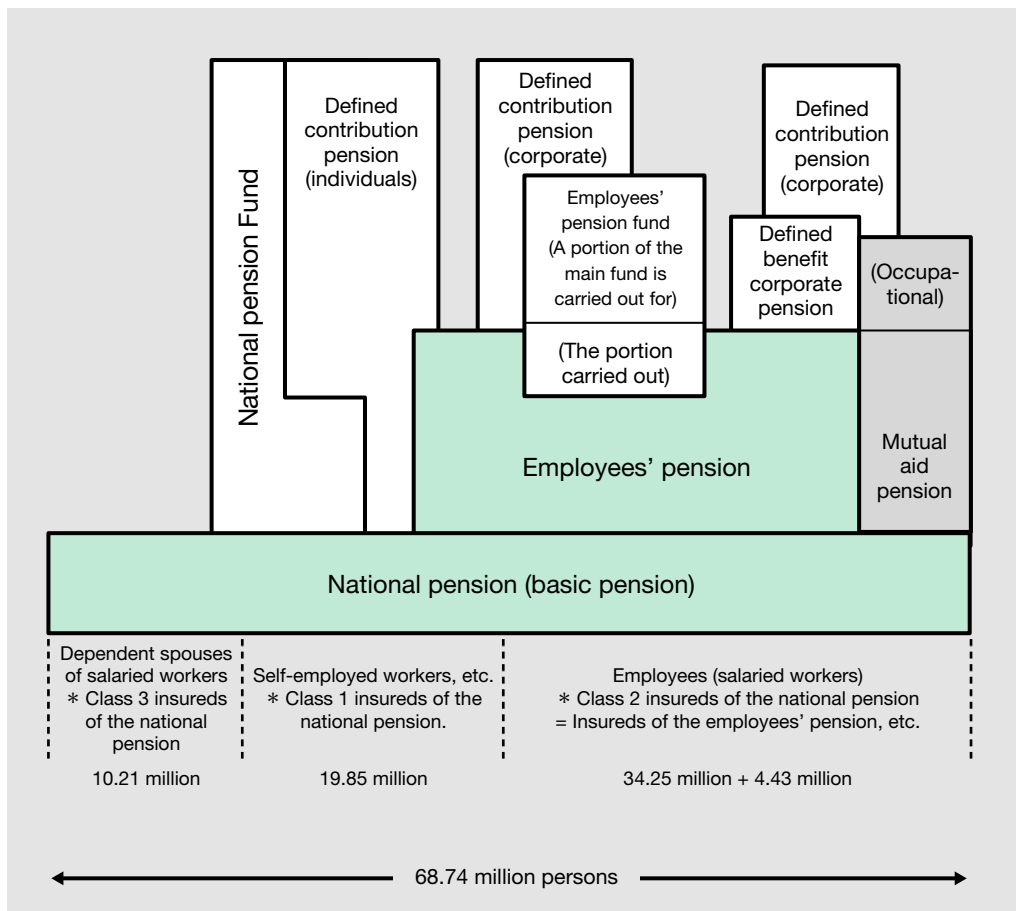 National pension Fund
Defined
contribution
pension
(individuals)
Defined
contribution
pension
(corporate)
Employees’
pension fund
(A portion of the
main fund is
carried out for)
(The portion
carried out)
Defined
contribution
pension
(corporate)
Defined
benefit
corporate
pension
(Occupa-
tional)
Employees’ pension
Mutual
aid
pension
National pension (basic pension)
Dependent spouses
of salaried workers
* Class 3 insureds
of the national
pension
10.21 million
Self-employed workers, etc.
* Class 1 insureds of the
national pension.
19.85 million
Employees (salaried workers)
* Class 2 insureds of the national pension
= Insureds of the employees’ pension, etc.
34.25 million + 4.43 million
68.74 million persons